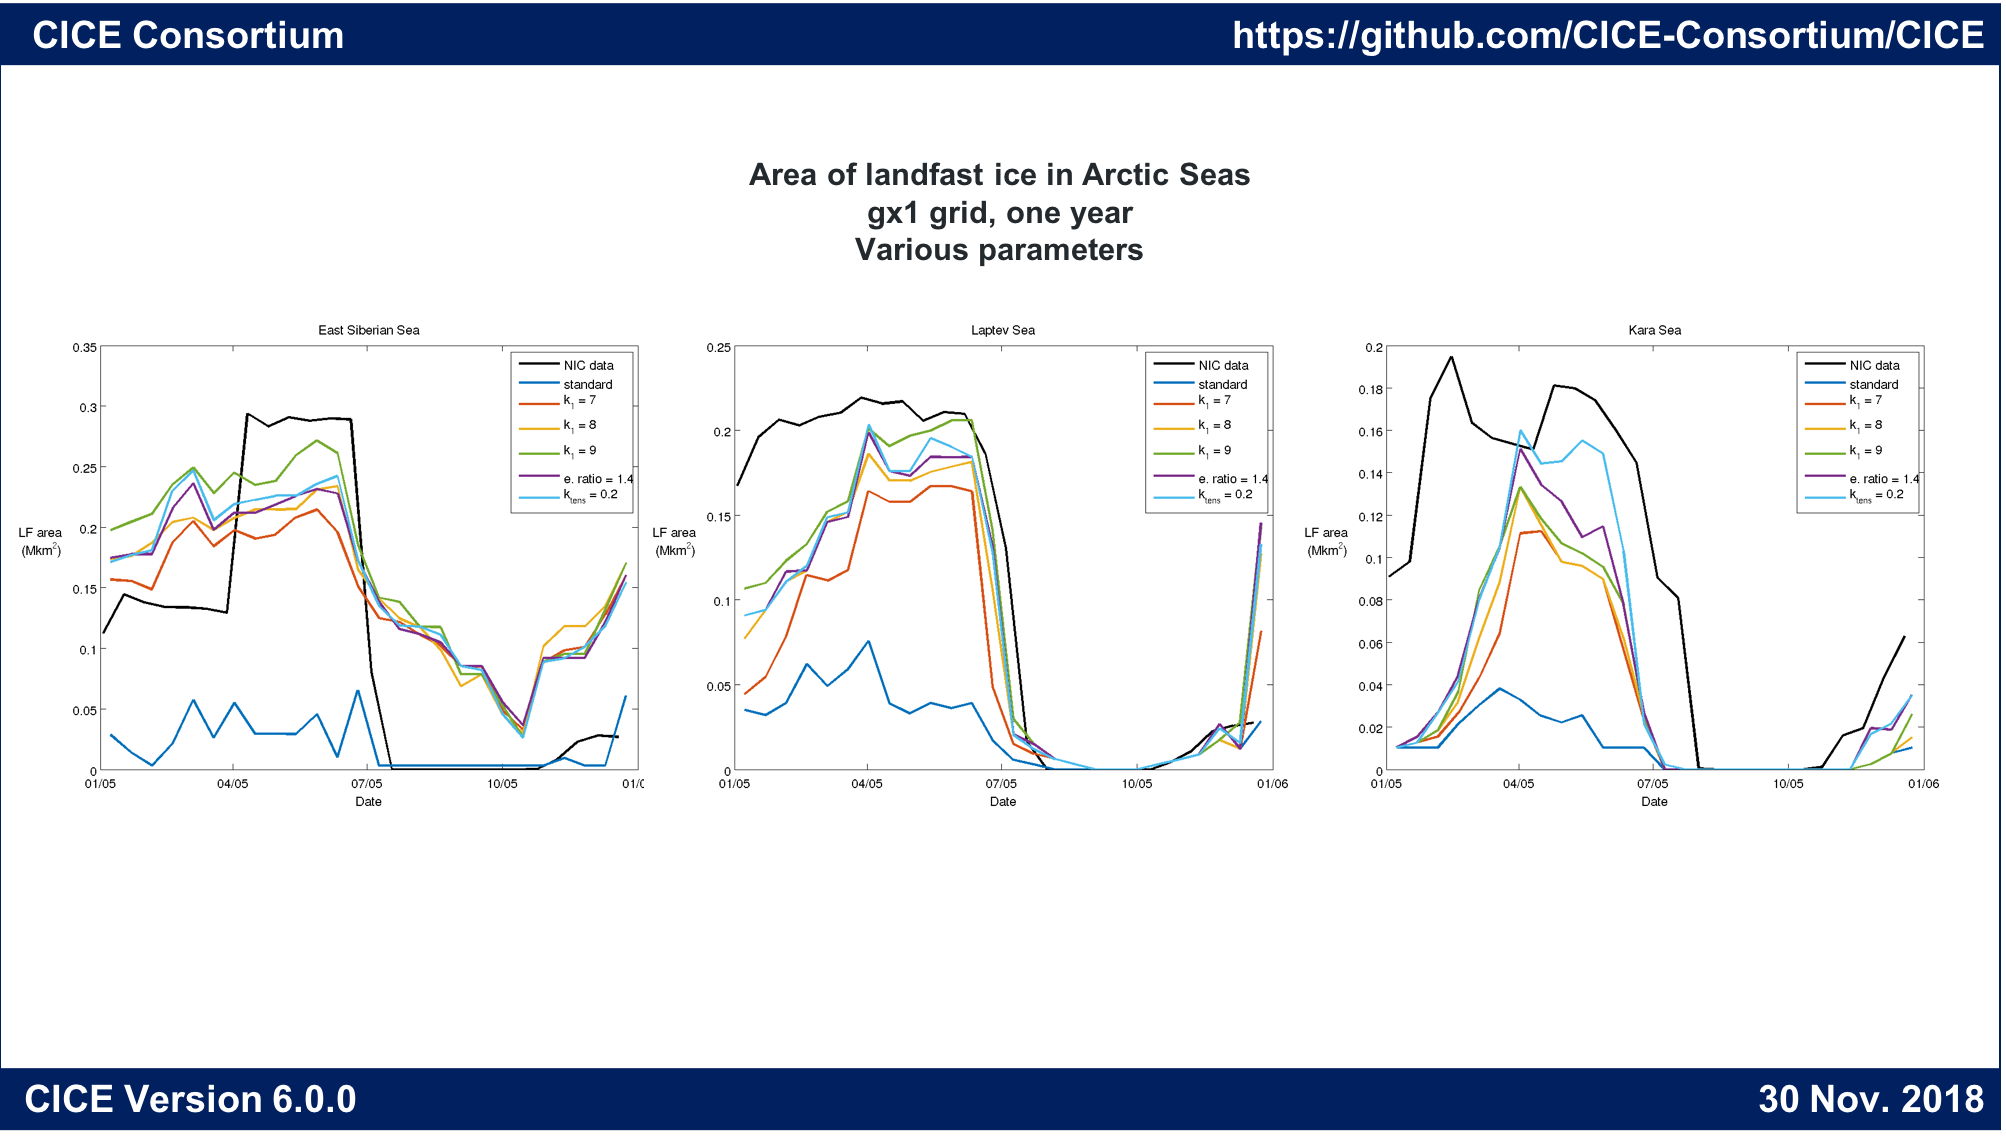 CICE Consortium
https://github.com/CICE-Consortium/CICE
Area of landfast ice in Arctic Seas
gx1 grid, one year
Various parameters
East Siberian Sea
0.35
0.3
0.25
0.2
0.15
0.1
0.05
0
LF area
(Mkm²)
01/05
04/05
07/05
10/05
01/0
Date
NIC data
standard
k₁ = 7
k₁ = 8
k₁ = 9
e. ratio = 1.4
kₜₑₙₛ = 0.2
Laptev Sea
0.25
0.2
0.15
0.1
0.05
0
LF area
(Mkm²)
01/05
04/05
07/05
10/05
01/06
Date
NIC data
standard
k₁ = 7
k₁ = 8
k₁ = 9
e. ratio = 1.4
kₜₑₙₛ = 0.2
Kara Sea
0.2
0.18
0.16
0.14
0.12
0.1
0.08
0.06
0.04
0.02
0
LF area
(Mkm²)
01/05
04/05
07/05
10/05
01/06
Date
NIC data
standard
k₁ = 7
k₁ = 8
k₁ = 9
e. ratio = 1.4
kₜₑₙₛ = 0.2
CICE Version 6.0.0
30 Nov. 2018